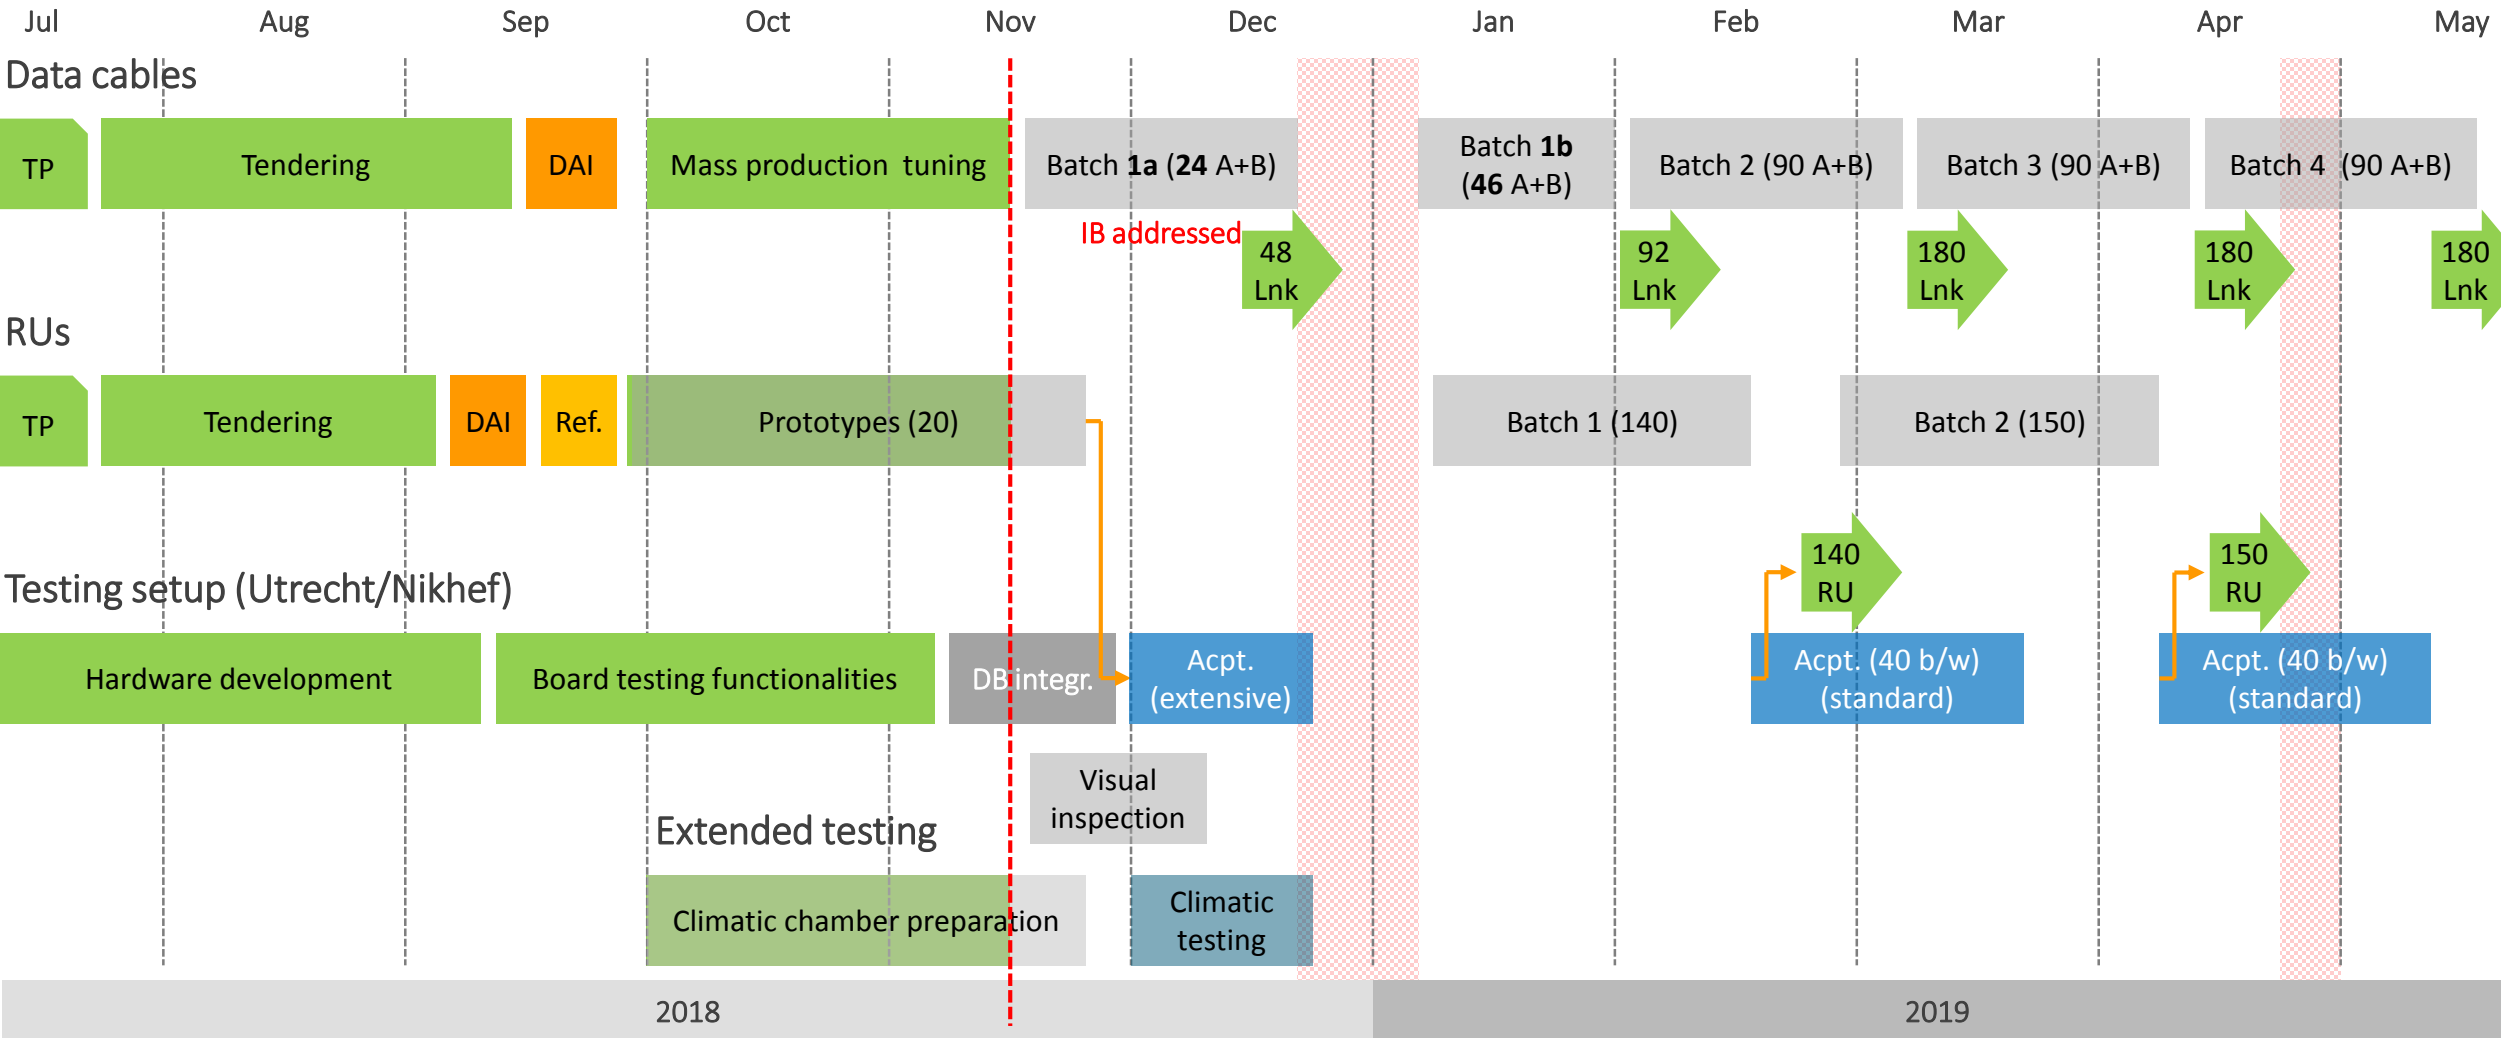 Jul Aug Sep Oct Nov Dec Jan Feb Mar Apr May
Data cables
TP
Tendering
DAI
Mass production tuning
Batch 1a (24 A+B)
Batch 1b
(46 A+B)
Batch 2 (90 A+B)
Batch 3 (90 A+B)
Batch 4 (90 A+B)
IB addressed
48
Lnk
92
Lnk
180
Lnk
180
Lnk
180
Lnk
RUs
TP
Tendering
DAI
Ref.
Prototypes (20)
Batch 1 (140)
Batch 2 (150)
140
RU
150
RU
Testing setup (Utrecht/Nikhef)
Hardware development
Board testing functionalities
DB integr.
Acpt.
(extensive)
Acpt. (40 b/w)
(standard)
Acpt. (40 b/w)
(standard)
Visual
inspection
Extended testing
Climatic chamber preparation
Climatic
testing
2018
2019